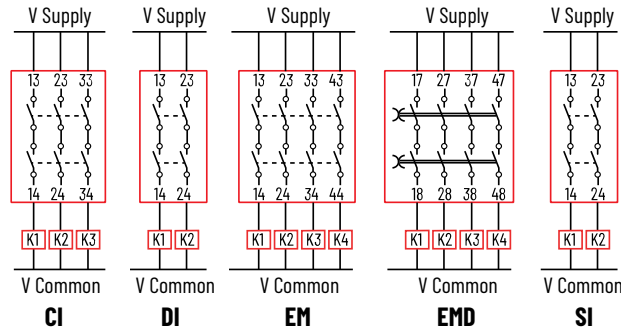 V Supply V Supply V Supply V Supply V Supply
13 23 33 13 23 13 23 33 43 17 27 37 47 13 23
14 24 34 14 24 14 24 34 44 18 28 38 48 14 24
K1 K2 K3 K1 K2 K1 K2 K3 K4 K1 K2 K3 K4 K1 K2
V Common V Common V Common V Common V Common
CI DI EM EMD SI